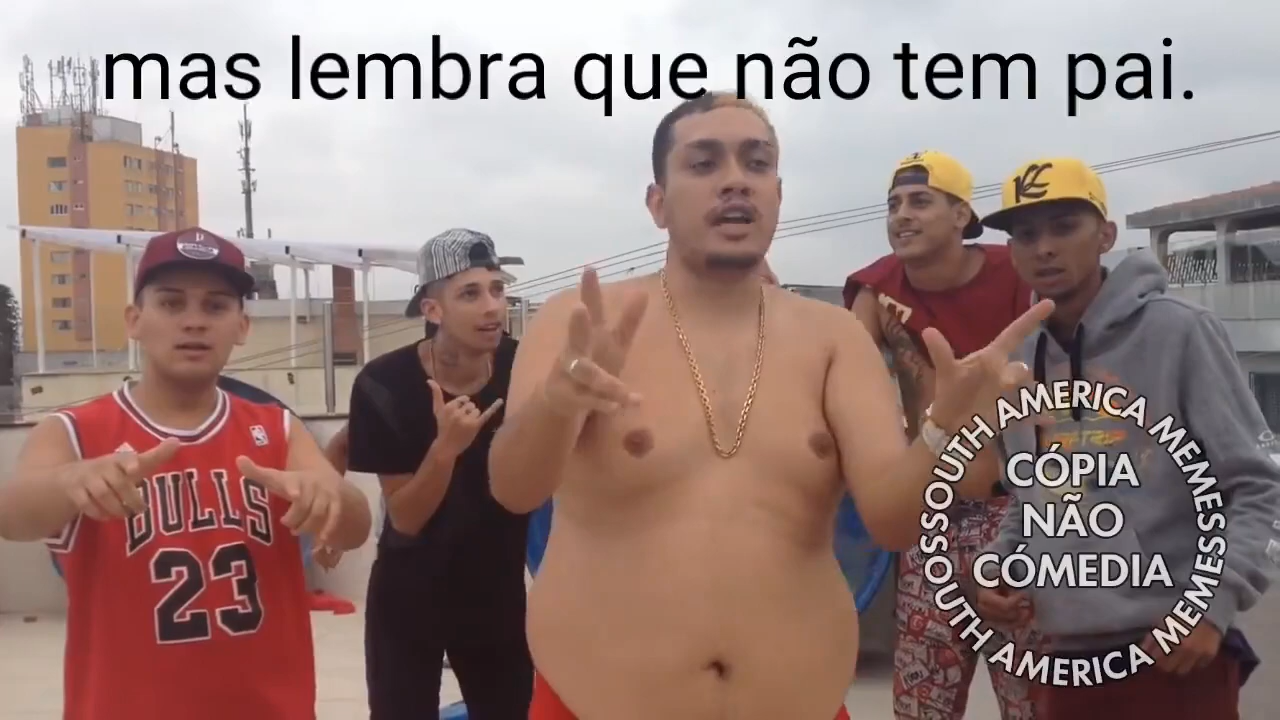 mas lembra que não tem pai.
SOUTH AMERICA MEMES
CÓPIA
NÃO
CÓMEDIA
SOUTH AMERICA MEMES
BULLS
23